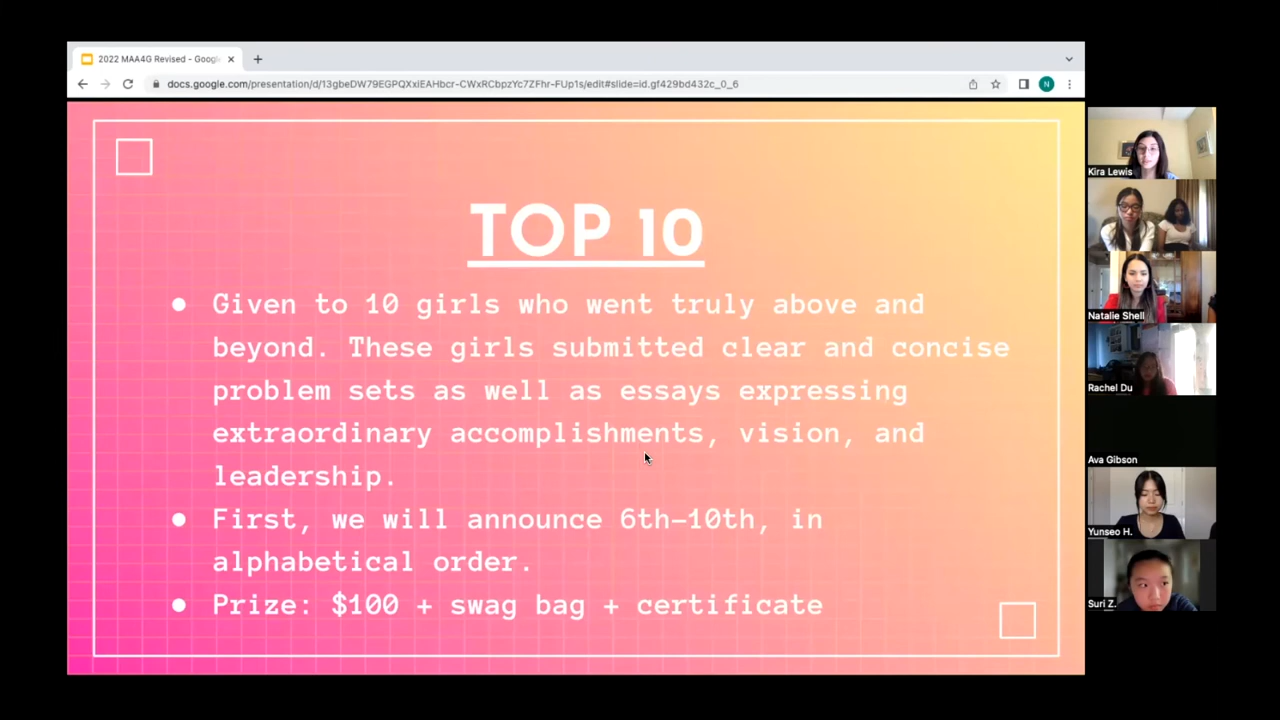 2022 MAA4G Revised - Googl
docs.google.com/presentation/d/13gbeDW79EGPQXxiEAHbcr-CWxRCbpzYc7ZFhr-FUp1s/edit#slide=id.gf429bd432c_0_6
N
TOP 10
● Given to 10 girls who went truly above and
beyond. These girls submitted clear and concise
problem sets as well as essays expressing
extraordinary accomplishments, vision, and
leadership.
● First, we will announce 6th-10th, in
alphabetical order.
● Prize: $100 + swag bag + certificate
Kira Lewis
Natalie Shell
Rachel Du
Ava Gibson
Yunseo H.
Suri Z.